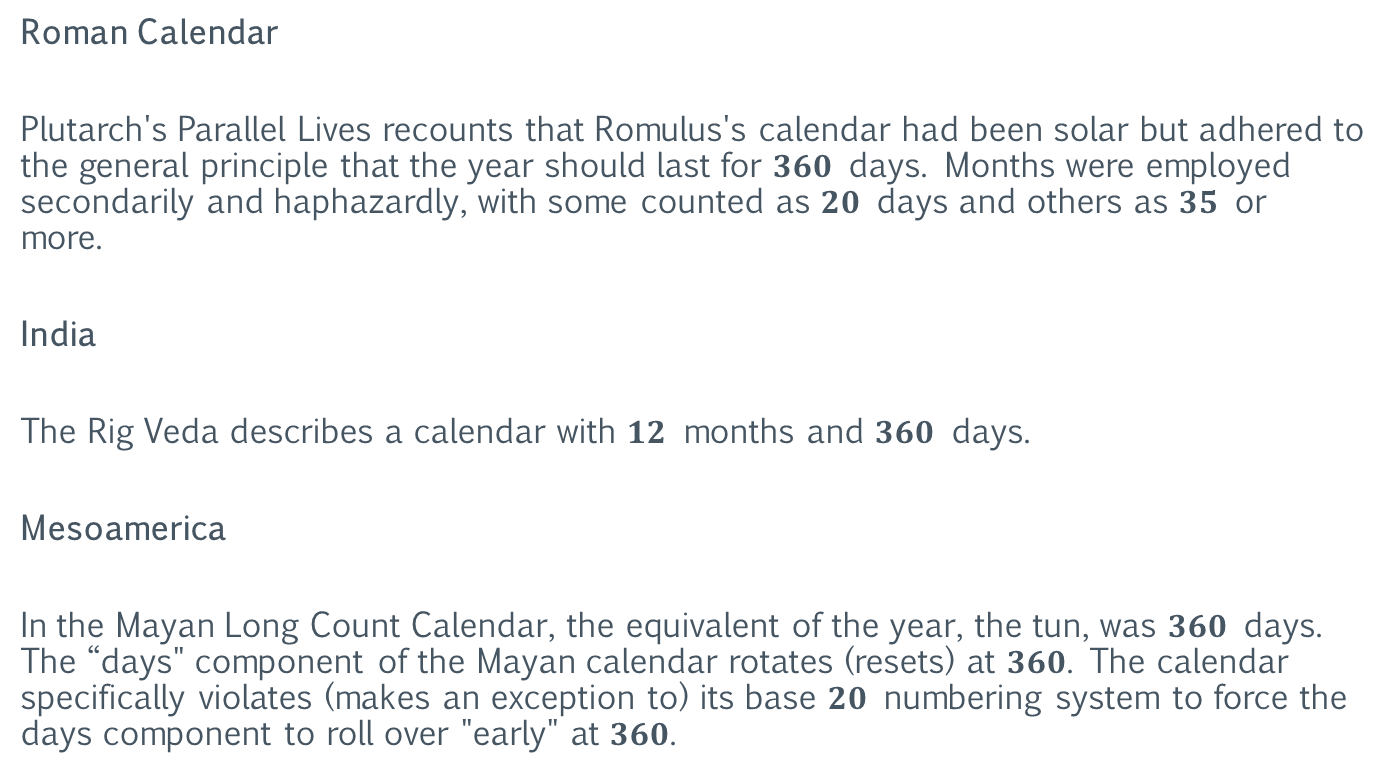 Roman Calendar
Plutarch's Parallel Lives recounts that Romulus's calendar had been solar but adhered to
the general principle that the year should last for 360 days. Months were employed
secondarily and haphazardly, with some counted as 20 days and others as 35 or
more.
India
The Rig Veda describes a calendar with 12 months and 360 days.
Mesoamerica
In the Mayan Long Count Calendar, the equivalent of the year, the tun, was 360 days.
The “days" component of the Mayan calendar rotates (resets) at 360. The calendar
specifically violates (makes an exception to) its base 20 numbering system to force the
days component to roll over "early" at 360.